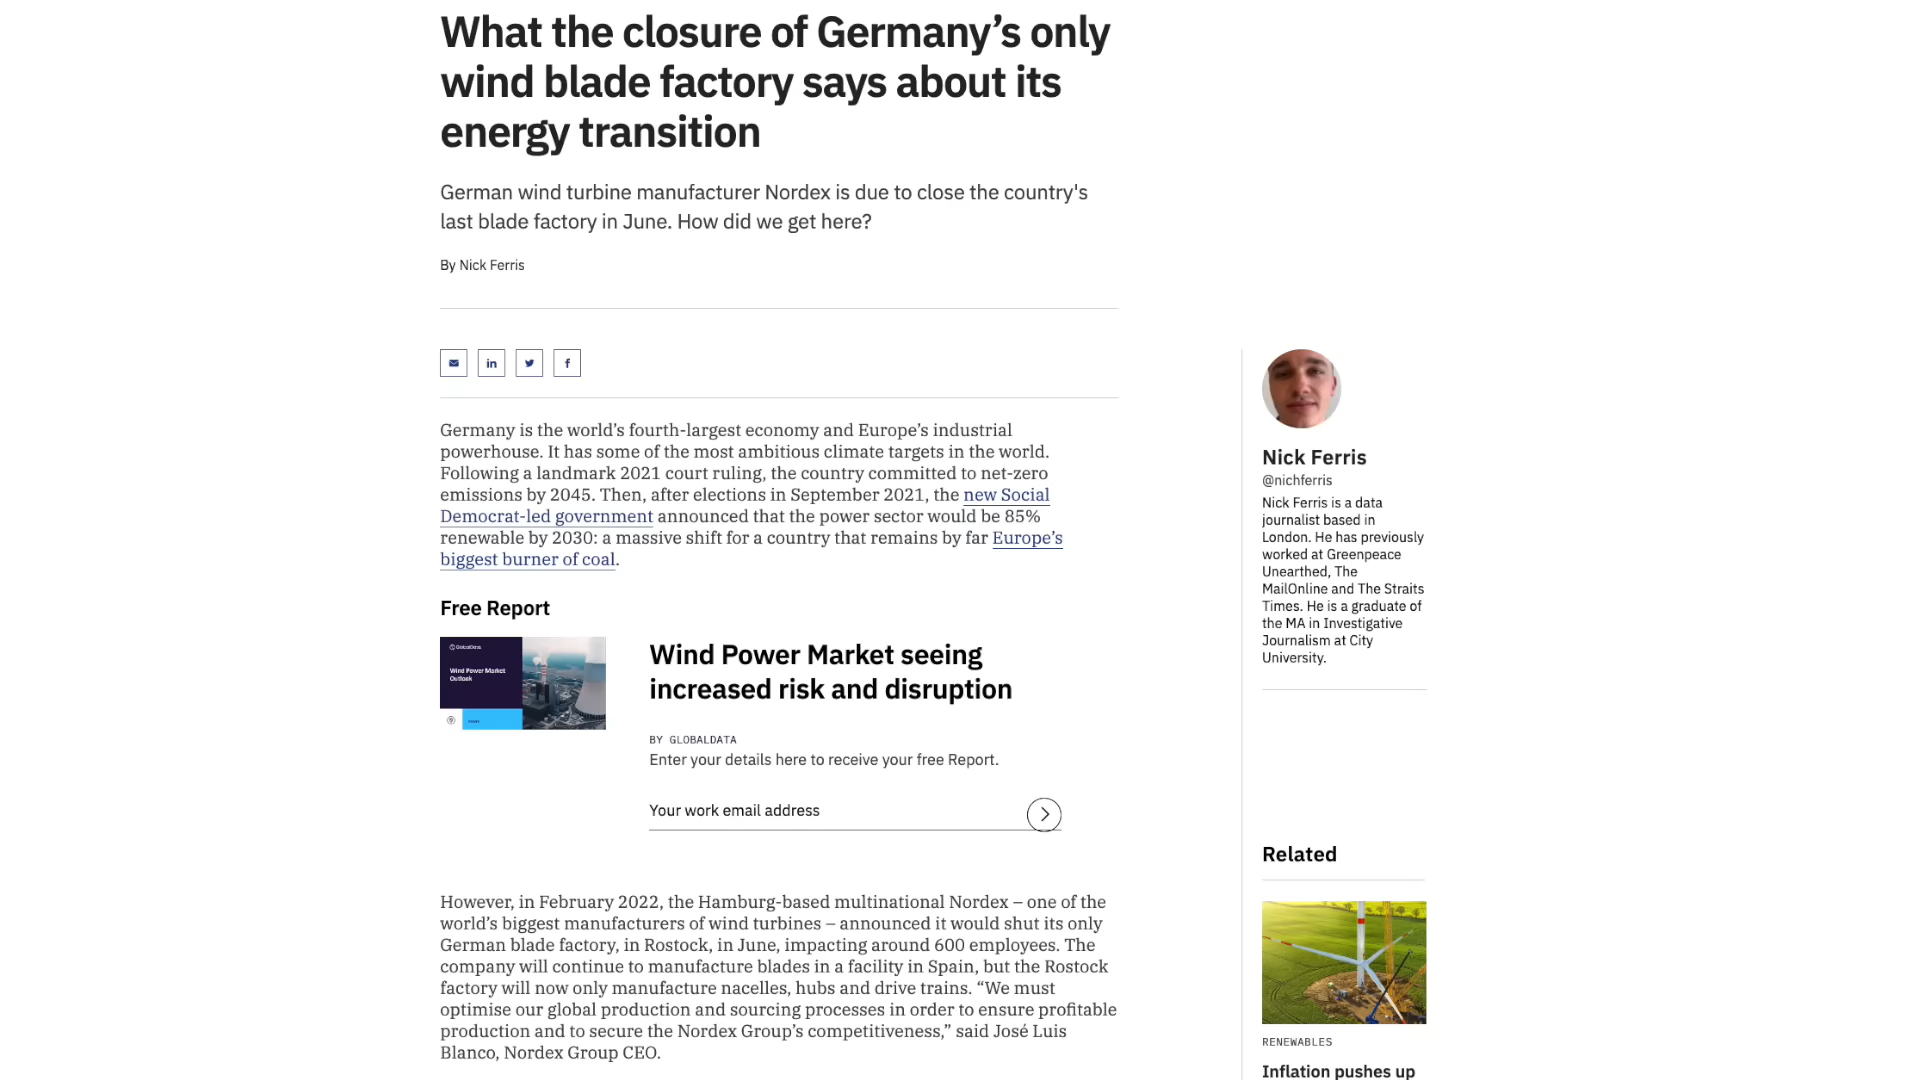 What the closure of Germany’s only
wind blade factory says about its
energy transition
German wind turbine manufacturer Nordex is due to close the country's
last blade factory in June. How did we get here?
By Nick Ferris
Germany is the world’s fourth-largest economy and Europe’s industrial
powerhouse. It has some of the most ambitious climate targets in the world.
Following a landmark 2021 court ruling, the country committed to net-zero
emissions by 2045. Then, after elections in September 2021, the new Social
Democrat-led government announced that the power sector would be 85%
renewable by 2030: a massive shift for a country that remains by far Europe’s
biggest burner of coal.
Free Report
GlobalData
Wind Power Market
Outlook
Wind Power Market seeing
increased risk and disruption
BY GLOBALDATA
Enter your details here to receive your free Report.
Your work email address
However, in February 2022, the Hamburg-based multinational Nordex – one of the
world’s biggest manufacturers of wind turbines – announced it would shut its only
German blade factory, in Rostock, in June, impacting around 600 employees. The
company will continue to manufacture blades in a facility in Spain, but the Rostock
factory will now only manufacture nacelles, hubs and drive trains. “We must
optimise our global production and sourcing processes in order to ensure profitable
production and to secure the Nordex Group’s competitiveness,” said José Luis
Blanco, Nordex Group CEO.
Nick Ferris
@nichferris
Nick Ferris is a data
journalist based in
London. He has previously
worked at Greenpeace
Unearthed, The
MailOnline and The Straits
Times. He is a graduate of
the MA in Investigative
Journalism at City
University.
Related
RENEWABLES
Inflation pushes up